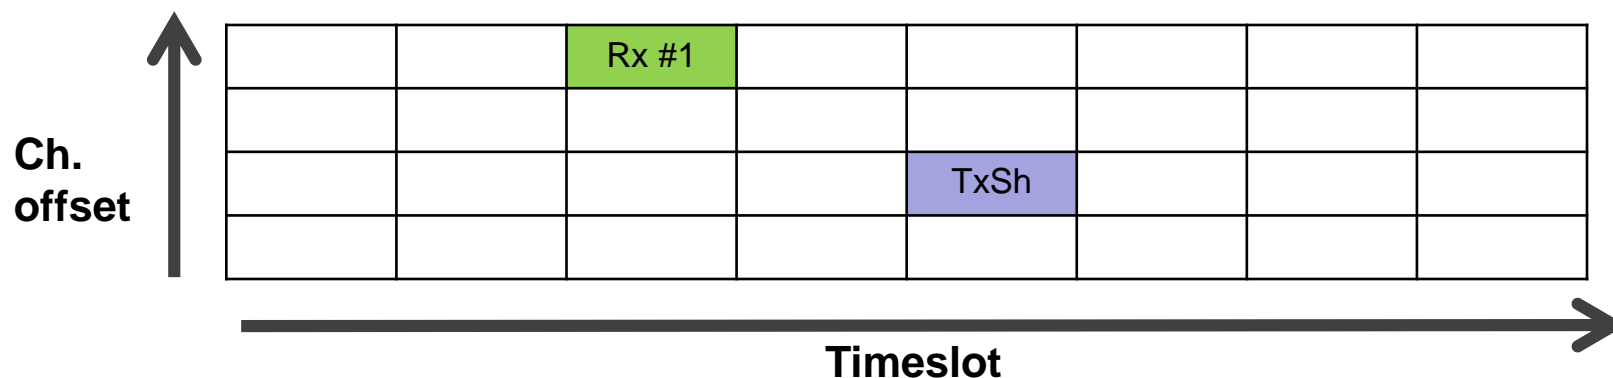 Rx #1
Ch.
offset
TxSh
Timeslot